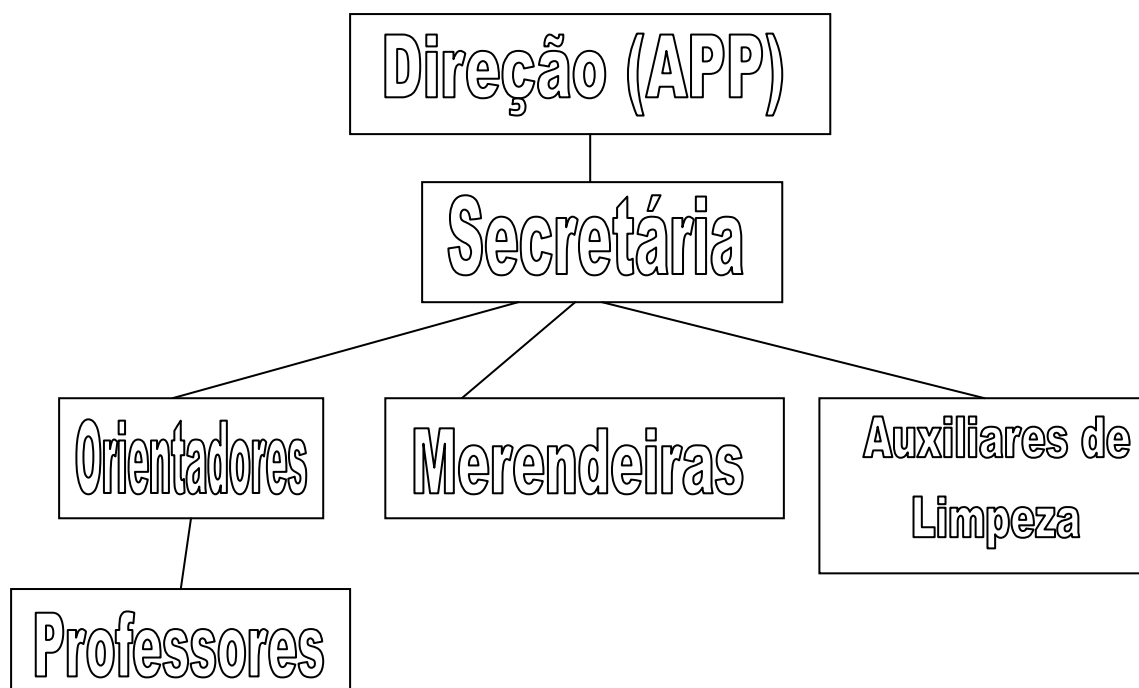 Direção (APP)
Secretária
Orientadores
Merendeiras
Auxiliares de
Limpeza
Professores